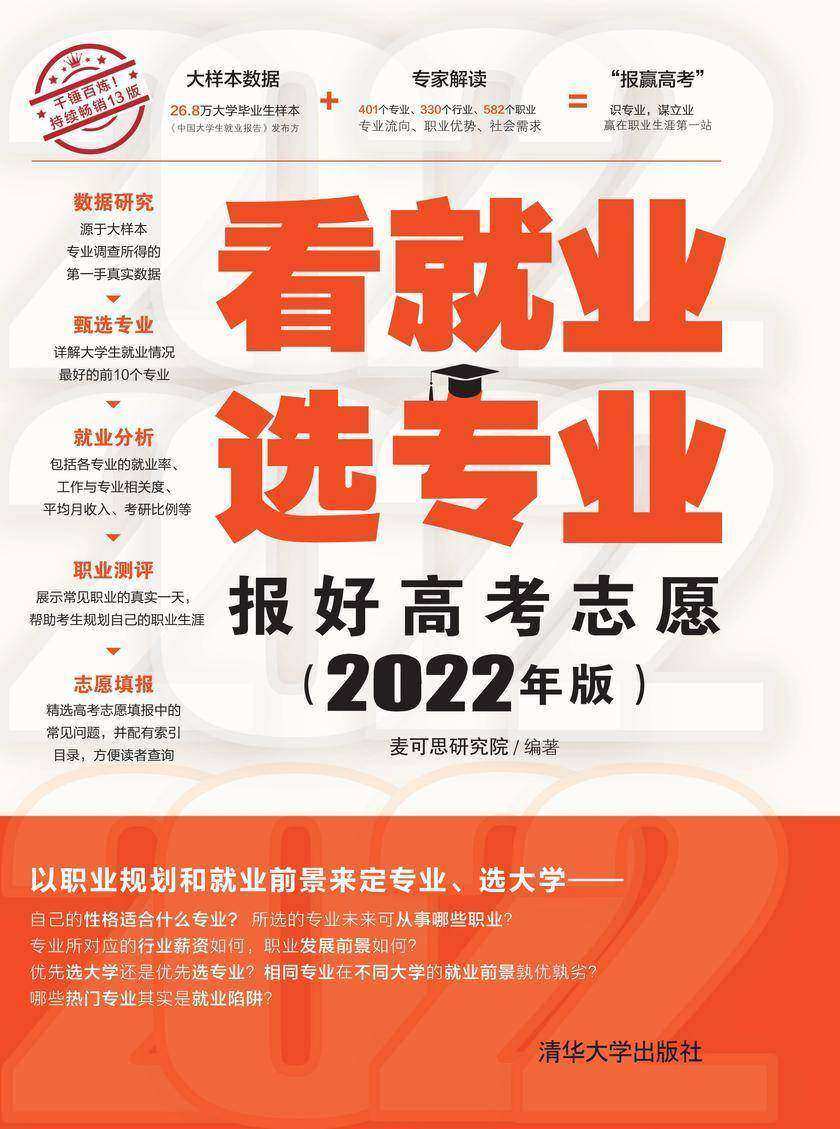 千锤百炼！
持续畅销13版
大样本数据
26.8万大学毕业生样本
《中国大学生就业报告》发布方
+
专家解读
401个专业、330个行业、582个职业
专业流向、职业优势、社会需求
=
“报赢高考”
识专业，谋立业
赢在职业生涯第一站
数据研究
源于大样本
专业调查所得的
第一手真实数据
甄选专业
详解大学生就业情况
最好的前10个专业
就业分析
包括各专业的就业率、
工作与专业相关度、
平均月收入、考研比例等
职业测评
展示常见职业的真实一天，
帮助考生规划自己的职业生涯
志愿填报
精选高考志愿填报中的
常见问题，并配有索引
目录，方便读者查询
看就业
选专业
报好高考志愿
（2022年版）
麦可思研究院 / 编著
以职业规划和就业前景来定专业、选大学——
自己的性格适合什么专业？所选的专业未来可从事哪些职业？
专业所对应的行业薪资如何，职业发展前景如何？
优先选大学还是优先选专业？相同专业在不同大学的就业前景孰优孰劣？
哪些热门专业其实是就业陷阱？
清华大学出版社
2022
2022
2022